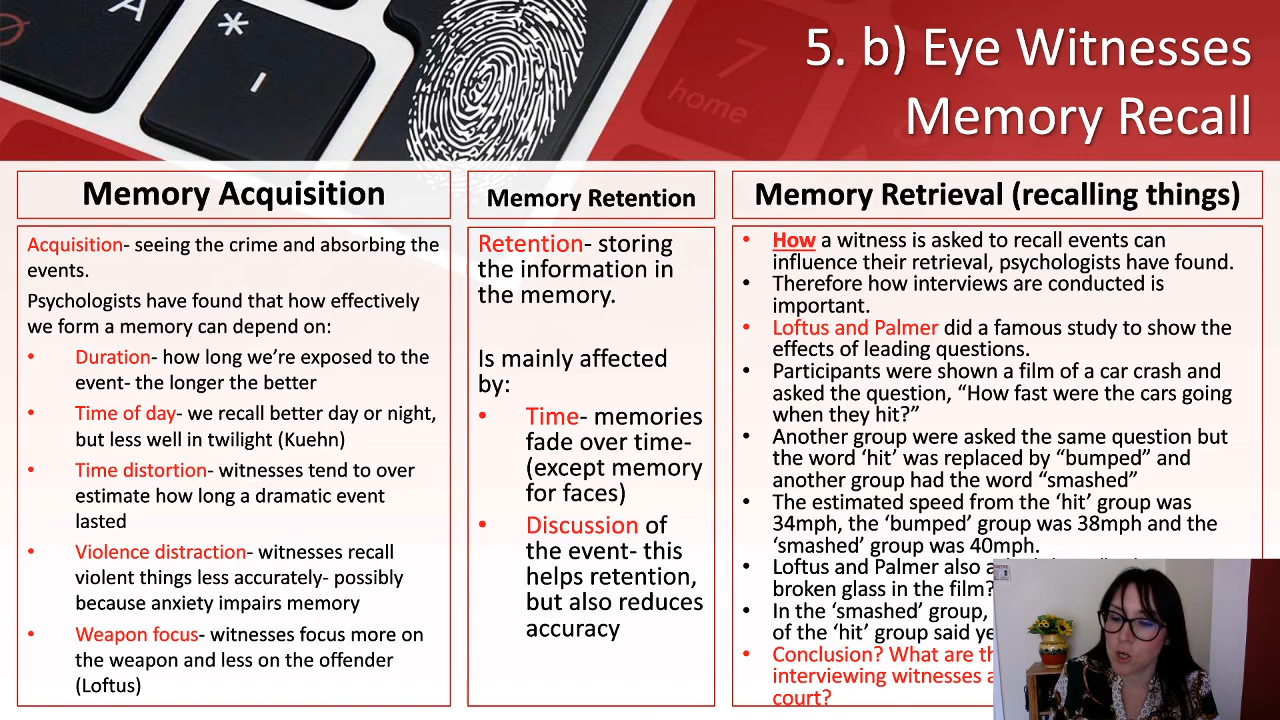 A
*
7
home
5. b) Eye Witnesses
Memory Recall
Memory Acquisition
Acquisition- seeing the crime and absorbing the
events.
Psychologists have found that how effectively
we form a memory can depend on:
• Duration- how long we're exposed to the
event- the longer the better
• Time of day- we recall better day or night,
but less well in twilight (Kuehn)
• Time distortion- witnesses tend to over
estimate how long a dramatic event
lasted
• Violence distraction- witnesses recall
violent things less accurately- possibly
because anxiety impairs memory
• Weapon focus- witnesses focus more on
the weapon and less on the offender
(Loftus)
Memory Retention
Retention- storing
the information in
the memory.
Is mainly affected
by:
• Time- memories
fade over time-
(except memory
for faces)
• Discussion of
the event- this
helps retention,
but also reduces
accuracy
Memory Retrieval (recalling things)
• How a witness is asked to recall events can
influence their retrieval, psychologists have found.
• Therefore how interviews are conducted is
important.
• Loftus and Palmer did a famous study to show the
effects of leading questions.
• Participants were shown a film of a car crash and
asked the question, "How fast were the cars going
when they hit?"
• Another group were asked the same question but
the word 'hit' was replaced by "bumped" and
another group had the word "smashed"
• The estimated speed from the 'hit' group was
34mph, the 'bumped' group was 38mph and the
'smashed' group was 40mph.
• Loftus and Palmer also
broken glass in the film?
• In the 'smashed' group,
of the 'hit' group said
• Conclusion? What are
interviewing witnesses
court?